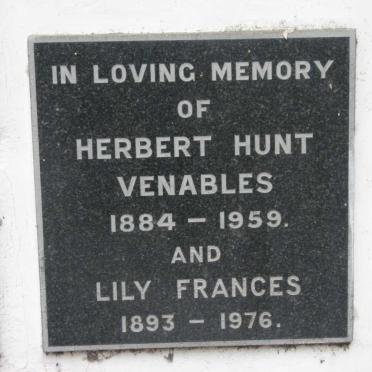 IN LOVING MEMORY
OF
HERBERT HUNT
VENABLES
1884 – 1959.
AND
LILY FRANCES
1893 – 1976.